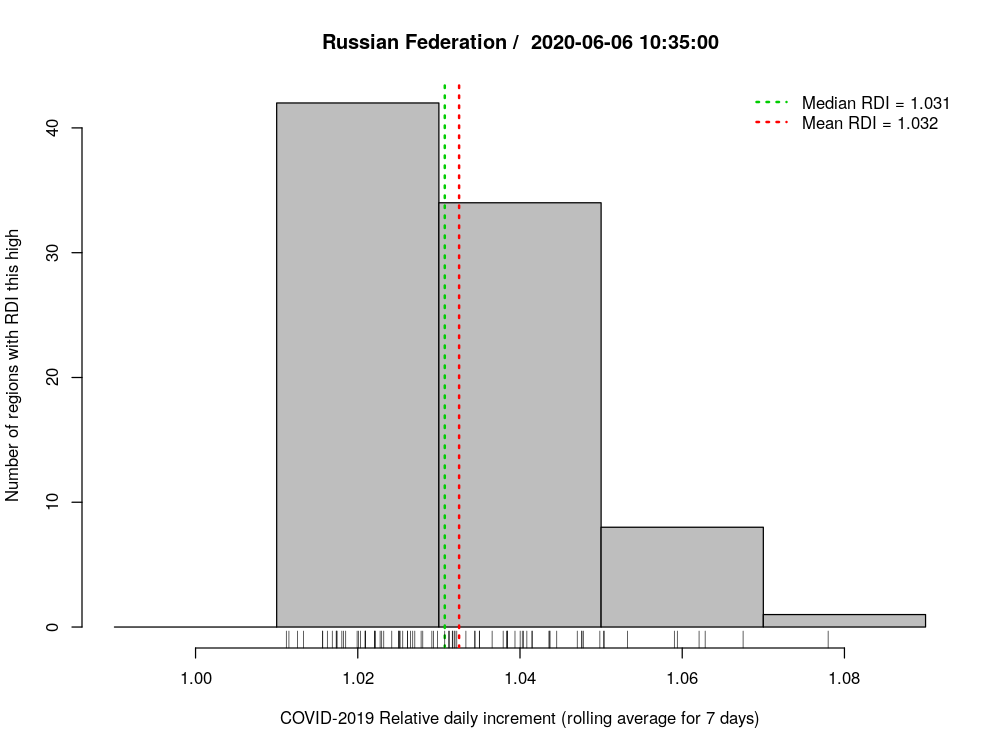 Russian Federation /  2020-06-06 10:35:00
Median RDI = 1.031
Mean RDI = 1.032
Number of regions with RDI this high
40
30
20
10
0
1.00 1.02 1.04 1.06 1.08
COVID-2019 Relative daily increment (rolling average for 7 days)